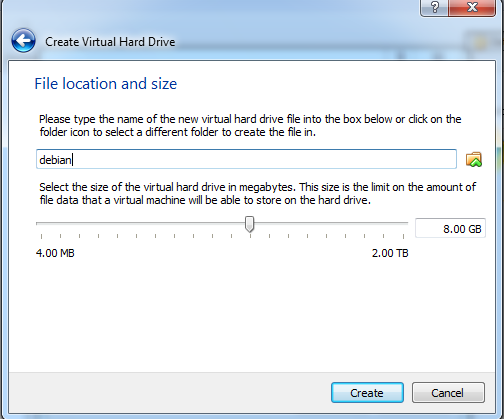 ?
X
Create Virtual Hard Drive
File location and size
Please type the name of the new virtual hard drive file into the box below or click on the
folder icon to select a different folder to create the file in.
debian
Select the size of the virtual hard drive in megabytes. This size is the limit on the amount of
file data that a virtual machine will be able to store on the hard drive.
8.00 GB
4.00 MB 2.00 TB
Create Cancel